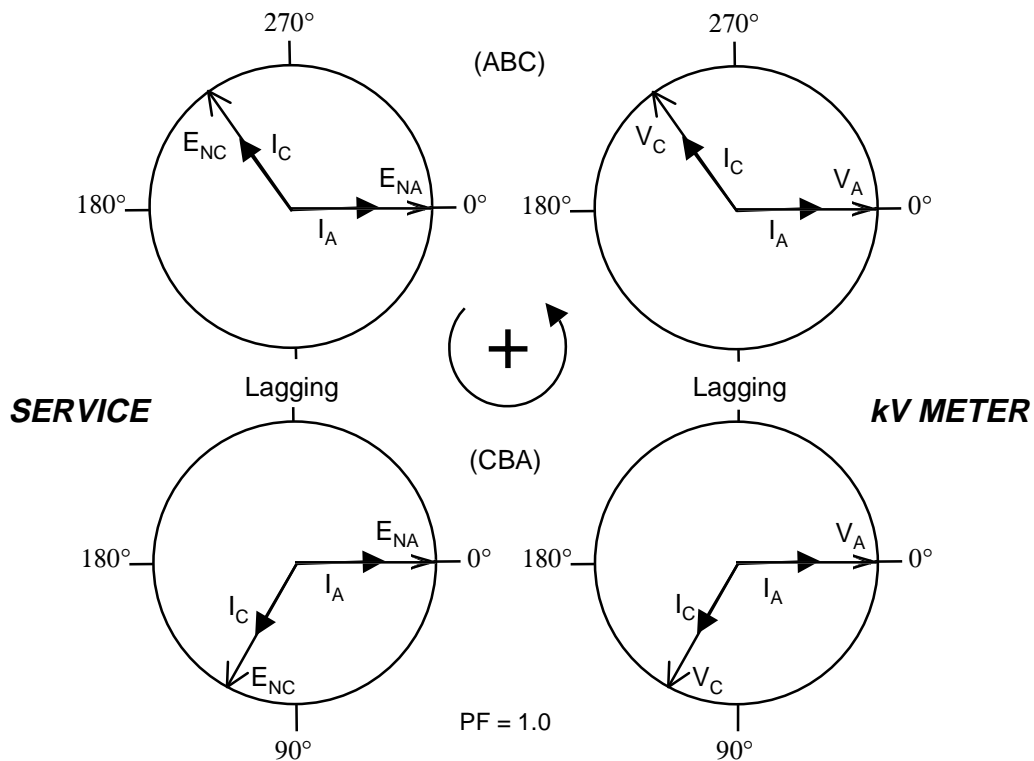 270°
270°
(ABC)
E_NC
I_C
E_NA
I_A
180°
0°
V_C
I_C
V_A
I_A
180°
0°
+
Lagging
Lagging
SERVICE
kV METER
(CBA)
E_NA
I_A
I_C
E_NC
180°
0°
V_A
I_A
I_C
V_C
180°
0°
PF = 1.0
90°
90°